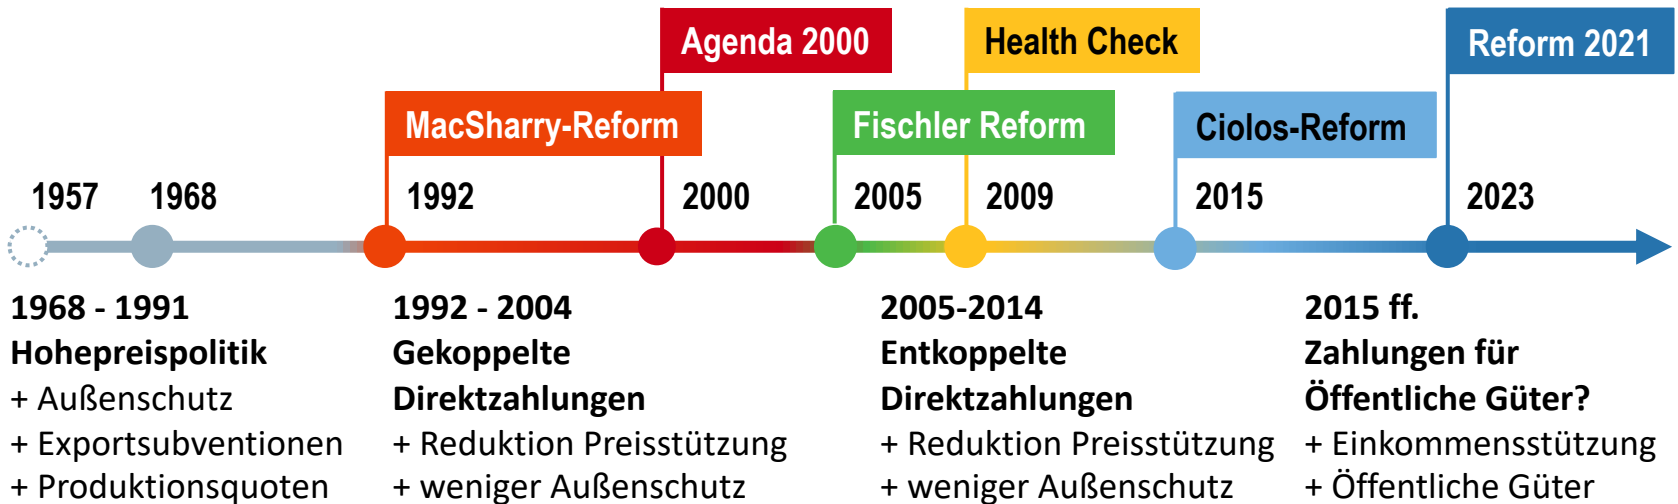 Agenda 2000
Health Check
Reform 2021
MacSharry-Reform
Fischler Reform
Ciolos-Reform
1957
1968
1992
2000
2005
2009
2015
2023
1968 - 1991
Hohepreispolitik
+ Außenschutz
+ Exportsubventionen
+ Produktionsquoten
1992 - 2004
Gekoppelte
Direktzahlungen
+ Reduktion Preisstützung
+ weniger Außenschutz
2005-2014
Entkoppelte
Direktzahlungen
+ Reduktion Preisstützung
+ weniger Außenschutz
2015 ff.
Zahlungen für
Öffentliche Güter?
+ Einkommensstützung
+ Öffentliche Güter